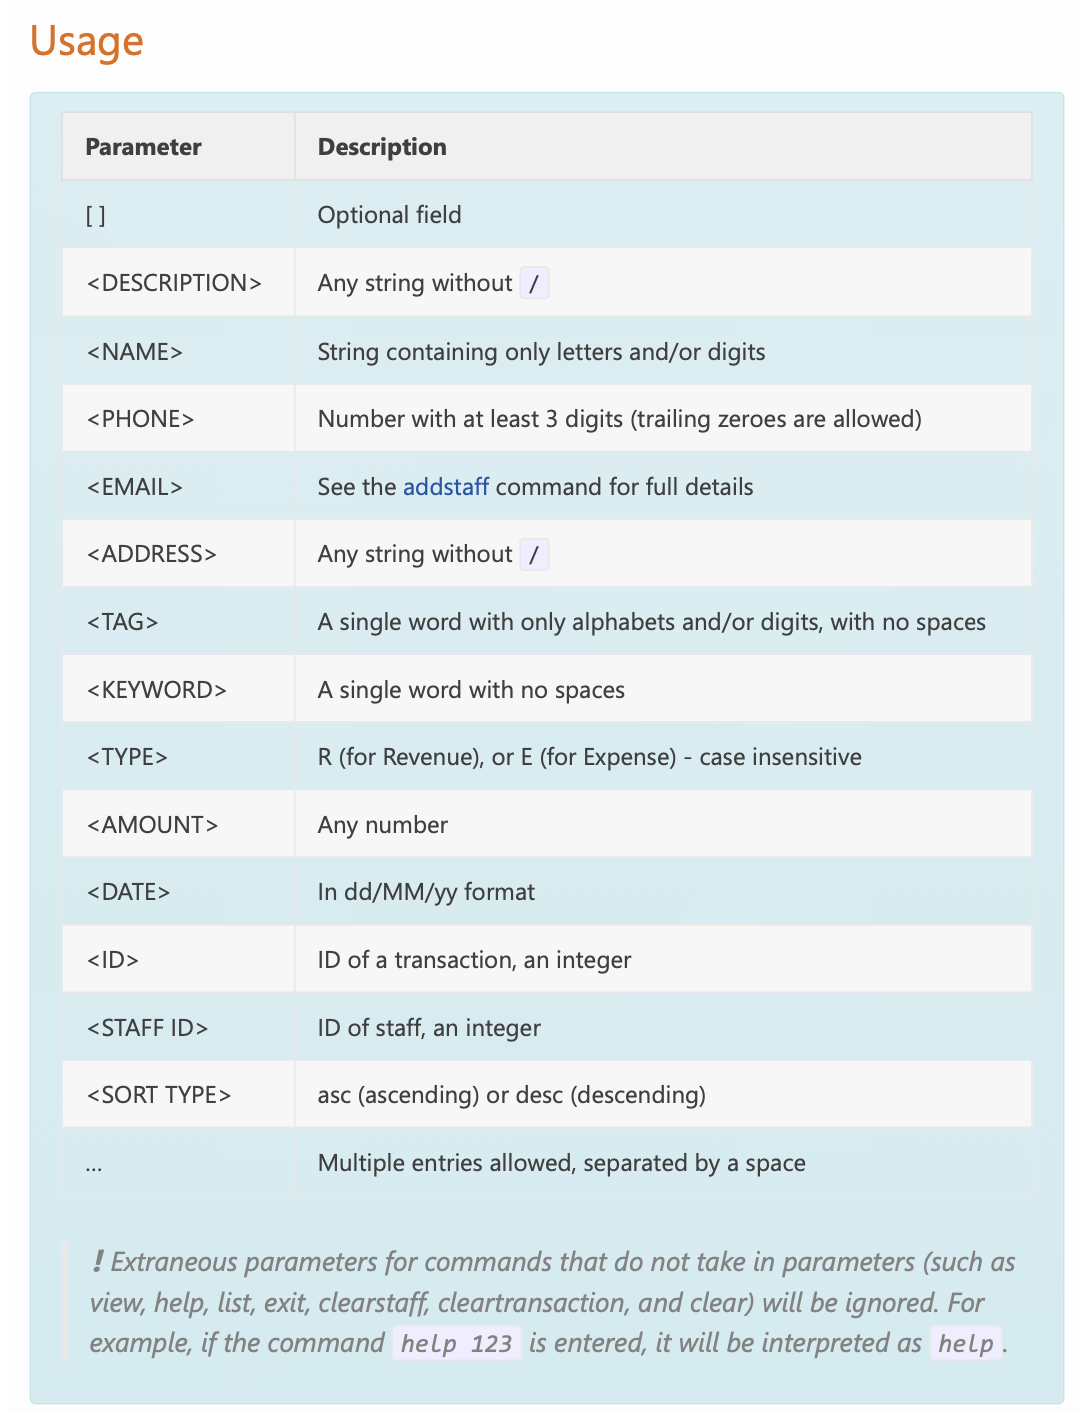 Usage
Parameter Description
[ ] Optional field
<DESCRIPTION> Any string without /
<NAME> String containing only letters and/or digits
<PHONE> Number with at least 3 digits (trailing zeroes are allowed)
<EMAIL> See the addstaff command for full details
<ADDRESS> Any string without /
<TAG> A single word with only alphabets and/or digits, with no spaces
<KEYWORD> A single word with no spaces
<TYPE> R (for Revenue), or E (for Expense) - case insensitive
<AMOUNT> Any number
<DATE> In dd/MM/yy format
<ID> ID of a transaction, an integer
<STAFF ID> ID of staff, an integer
<SORT TYPE> asc (ascending) or desc (descending)
… Multiple entries allowed, separated by a space
❗ Extraneous parameters for commands that do not take in parameters (such as
view, help, list, exit, clearstaff, cleartransaction, and clear) will be ignored. For
example, if the command help 123 is entered, it will be interpreted as help.